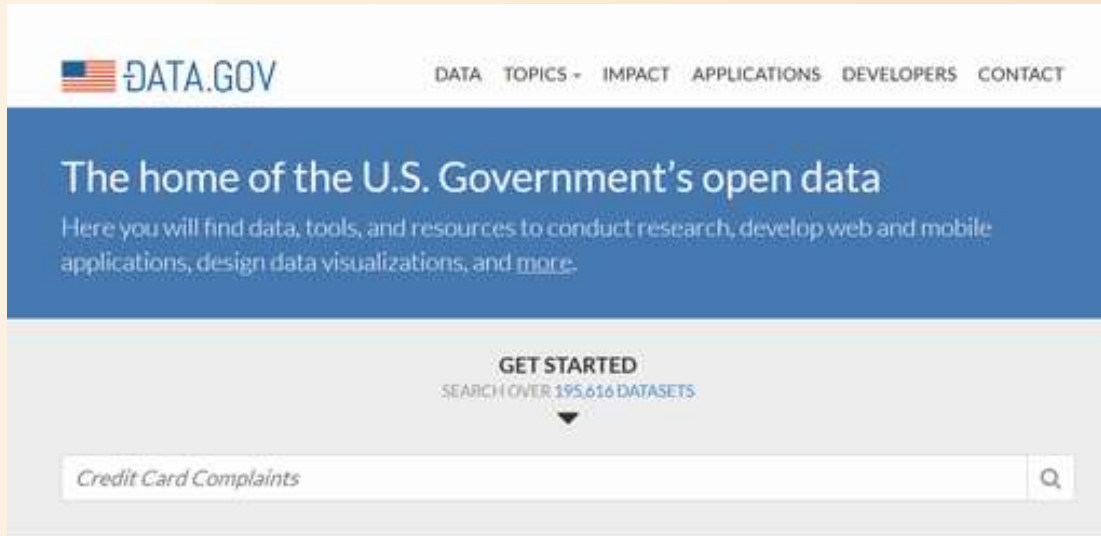 DATA.GOV
DATA TOPICS IMPACT APPLICATIONS DEVELOPERS CONTACT
The home of the U.S. Government's open data
Here you will find data, tools, and resources to conduct research, develop web and mobile
applications, design data visualizations, and more.
GET STARTED
SEARCH OVER 195,616 DATASETS
Credit Card Complaints